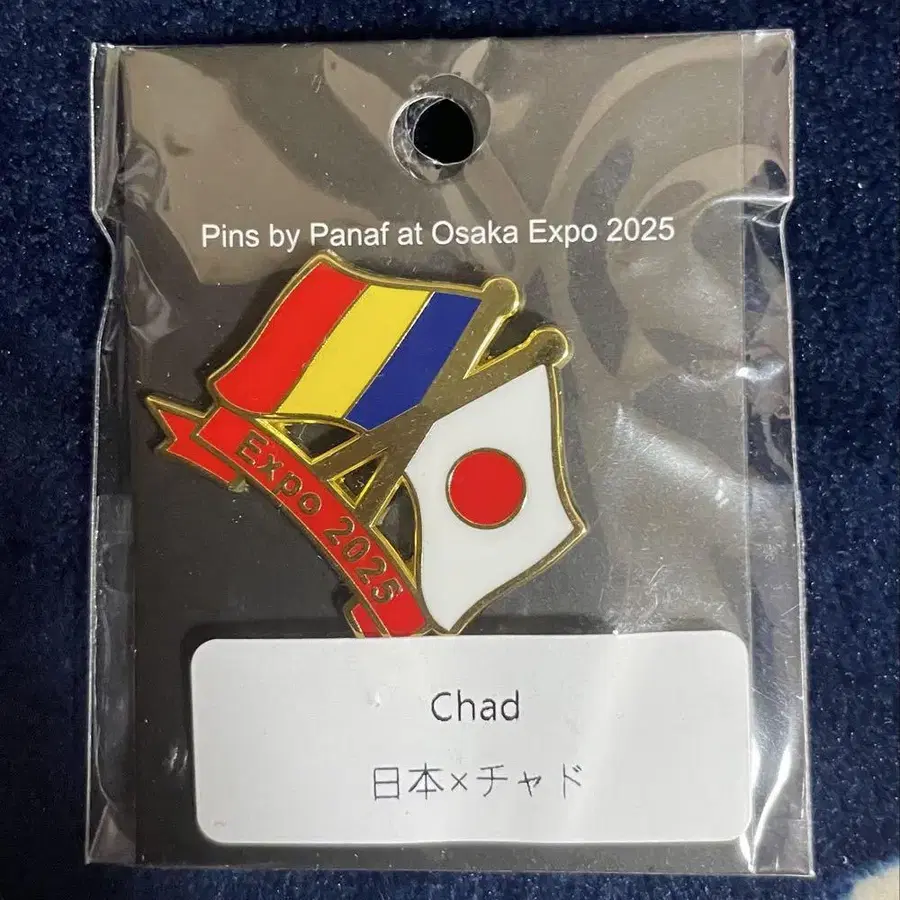 Pins by Panaf at Osaka Expo 2025
Expo 2025
Chad
日本×チャド